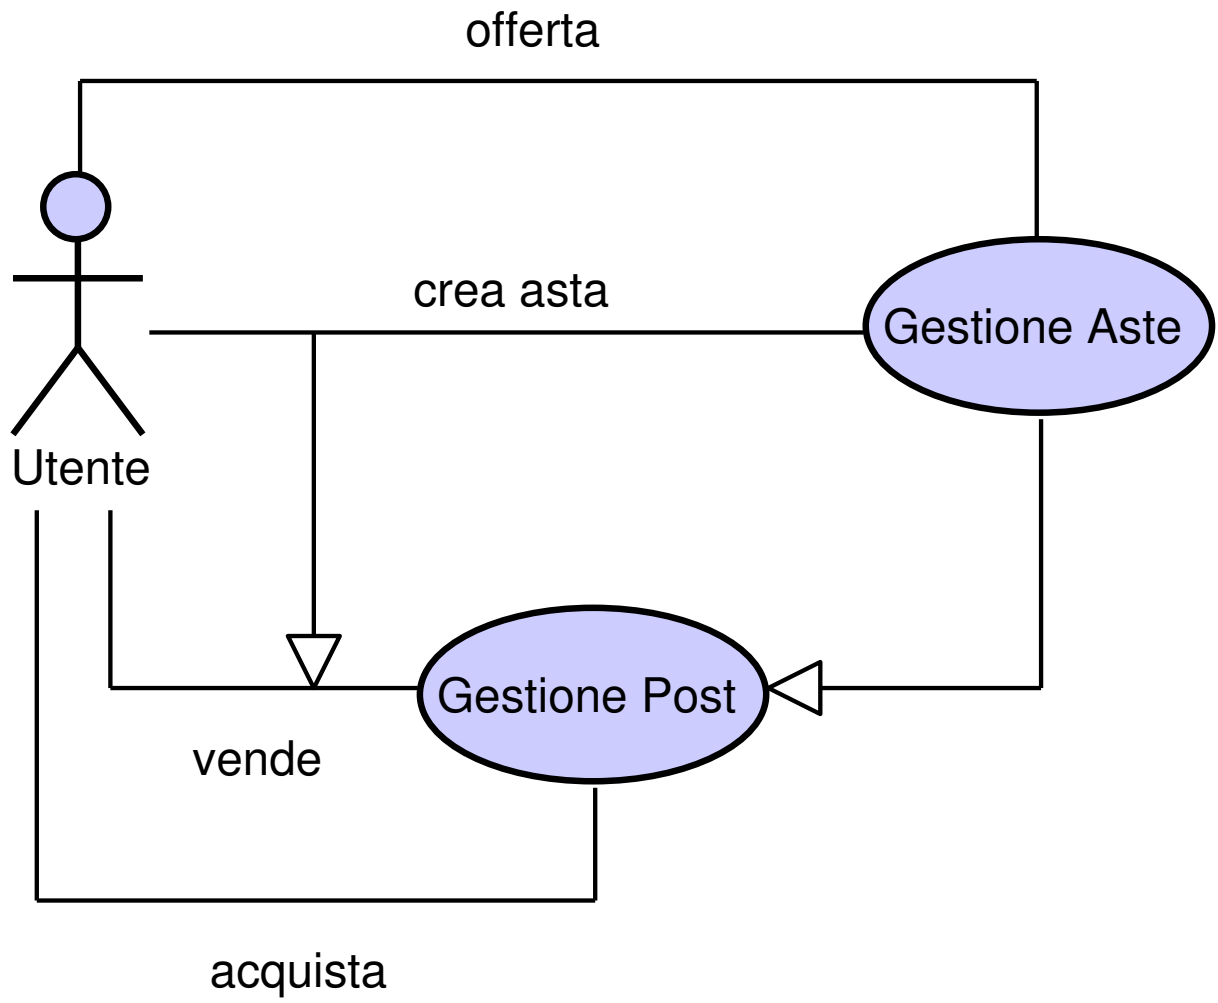 offerta
crea asta
Gestione Aste
Utente
Gestione Post
vende
acquista